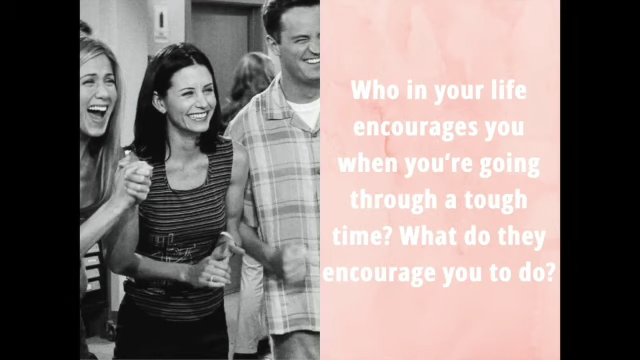 Who in your life
encourages you
when you're going
through a tough
time? What do they
encourage you to do?